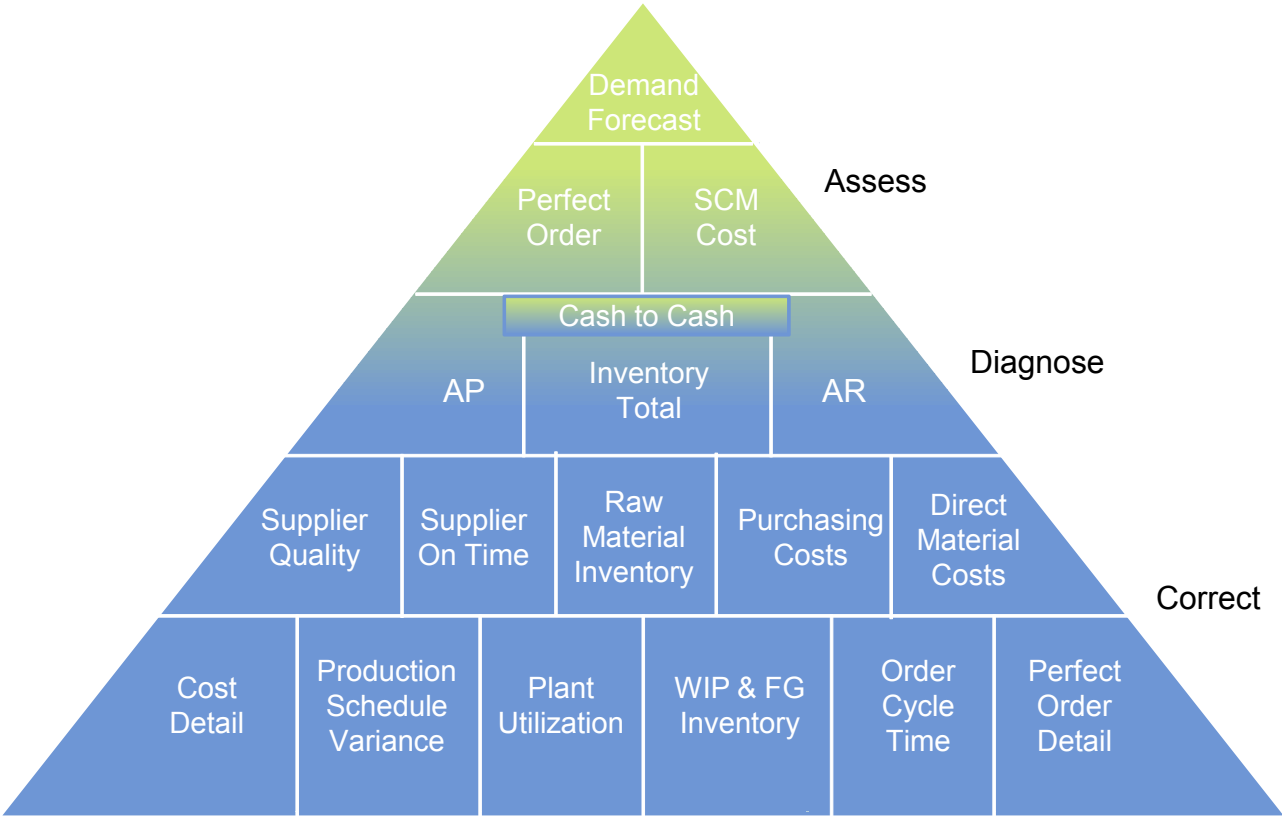 Demand
Forecast
Perfect
Order
SCM
Cost
Assess
Cash to Cash
AP
Inventory
Total
AR
Diagnose
Supplier
Quality
Supplier
On Time
Raw
Material
Inventory
Purchasing
Costs
Direct
Material
Costs
Correct
Cost
Detail
Production
Schedule
Variance
Plant
Utilization
WIP & FG
Inventory
Order
Cycle
Time
Perfect
Order
Detail